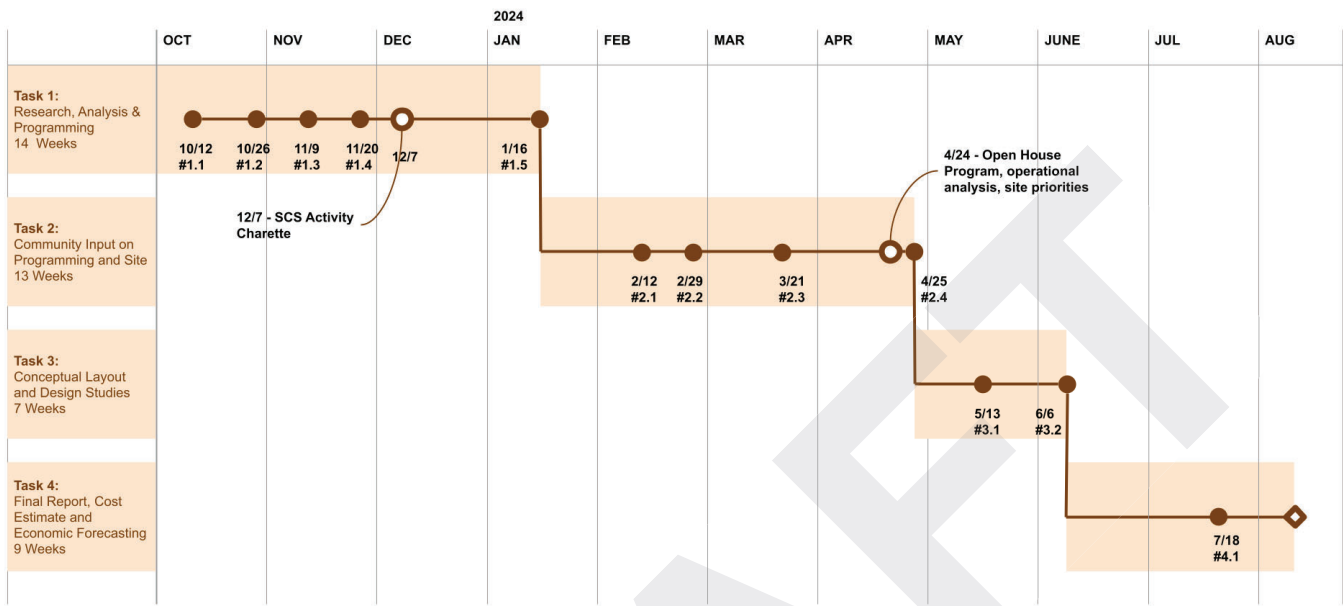 2024
OCT NOV DEC JAN FEB MAR APR MAY JUNE JUL AUG
Task 1:
Research, Analysis &
Programming
14 Weeks
10/12
#1.1
10/26
#1.2
11/9
#1.3
11/20
#1.4
12/7
1/16
#1.5
12/7 - SCS Activity
Charette
4/24 - Open House
Program, operational
analysis, site priorities
Task 2:
Community Input on
Programming and Site
13 Weeks
2/12
#2.1
2/29
#2.2
3/21
#2.3
4/25
#2.4
Task 3:
Conceptual Layout
and Design Studies
7 Weeks
5/13
#3.1
6/6
#3.2
Task 4:
Final Report, Cost
Estimate and
Economic Forecasting
9 Weeks
7/18
#4.1